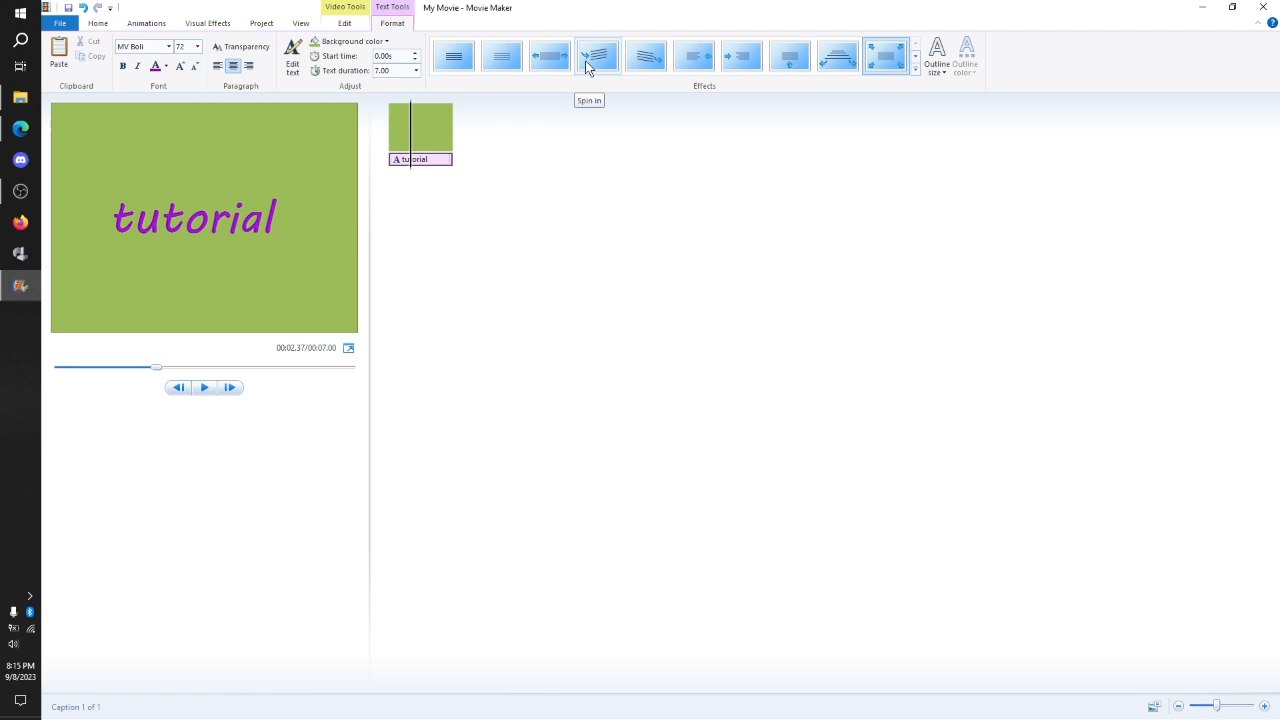 Video Tools Text Tools My Movie - Movie Maker
File Home Animations Visual Effects Project View Edit Format
Paste
Cut
Copy
Clipboard
MV Boli 72
B I A A A
Font
Transparency
Paragraph
Edit text
Background color
Start time: 0.00s
Text duration: 7.00
Adjust
Effects
Outline size
Outline color
Spin in
tutorial
A tutorial
00:02.37/00:07.00
8:15 PM
9/8/2023
Caption 1 of 1